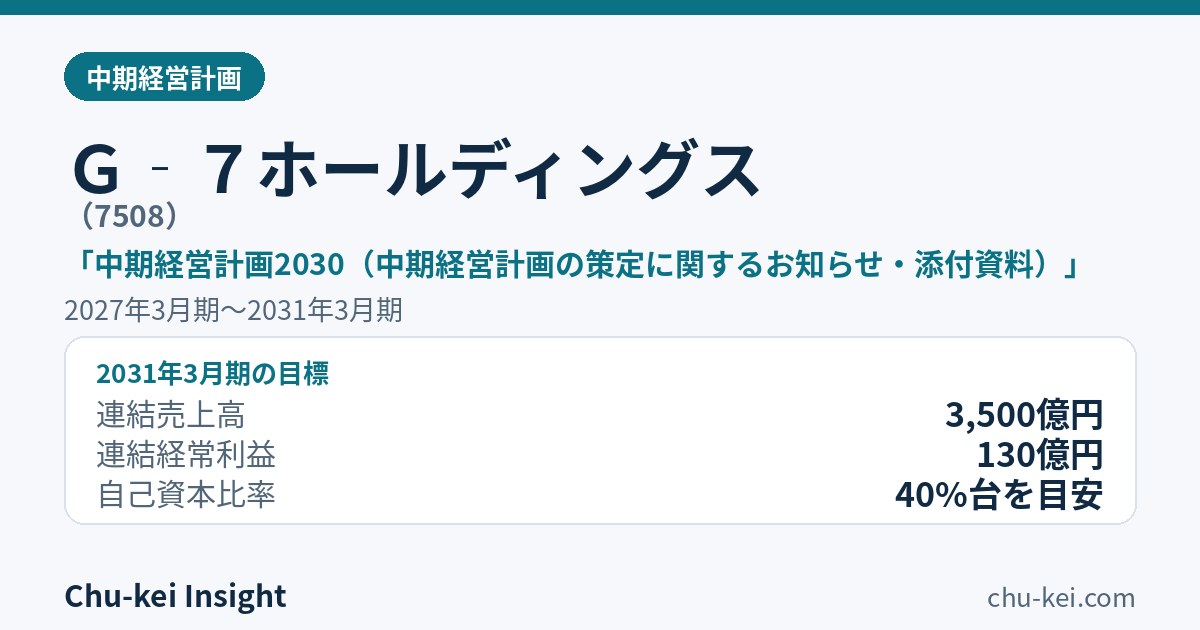 中期経営計画
Ｇ‐７ホールディングス
（7508）
「中期経営計画2030（中期経営計画の策定に関するお知らせ・添付資料）」
2027年3月期〜2031年3月期
2031年3月期の目標
連結売上高 3,500億円
連結経常利益 130億円
自己資本比率 40%台を目安
Chu-kei Insight chu-kei.com